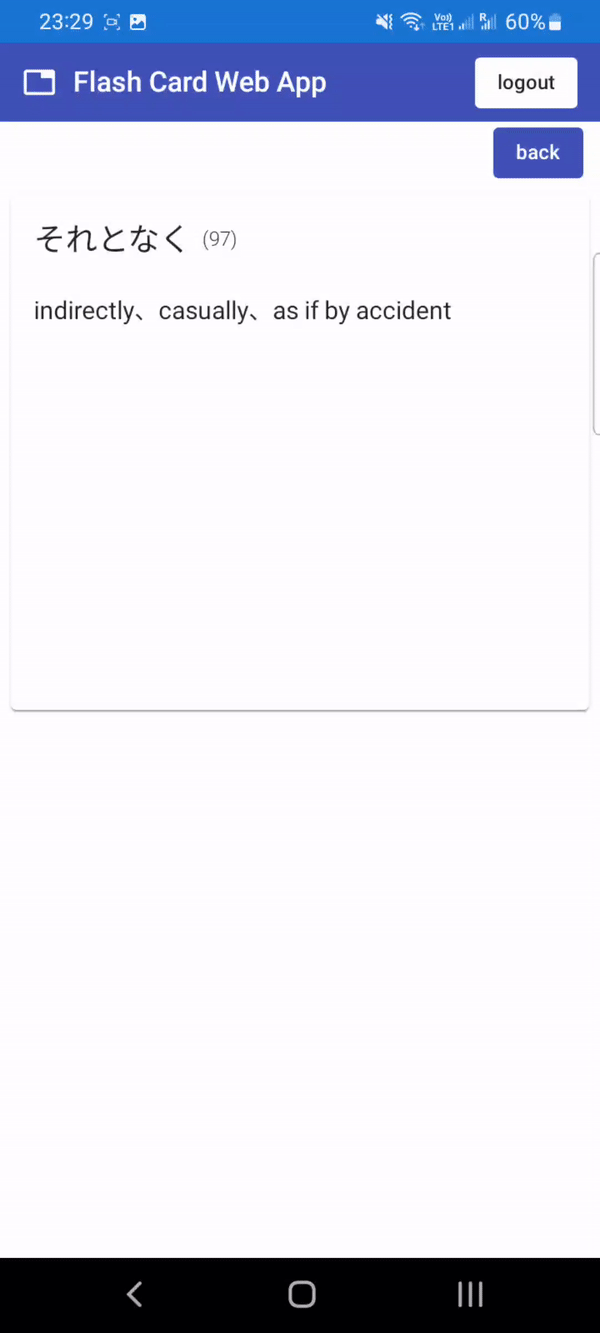 23:29 Vo)) LTE1 R 60%
Flash Card Web App logout
back
それとなく (97)
indirectly、casually、as if by accident